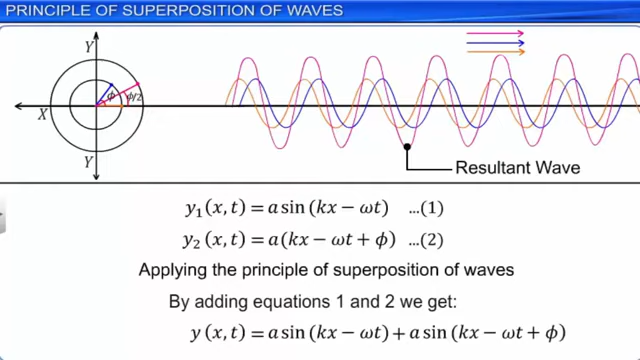 PRINCIPLE OF SUPERPOSITION OF WAVES
Y
ϕ
ϕ/2
X
Y
Resultant Wave
y₁(x, t) = a sin (kx − ωt) ...(1)
y₂(x, t) = a(kx − ωt + ϕ) ...(2)
Applying the principle of superposition of waves
By adding equations 1 and 2 we get:
y (x, t) = a sin (kx − ωt) + a sin (kx − ωt + ϕ)